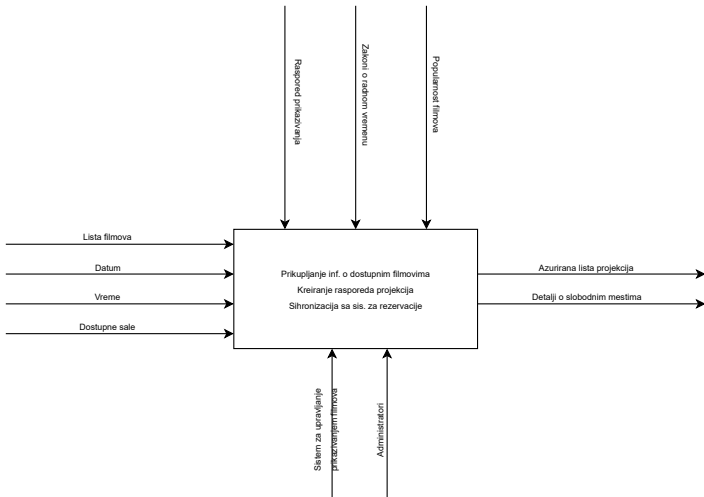 Raspored prikazivanja
Zakoni o radnom vremenu
Popularnost filmova
Lista filmova
Datum
Vreme
Dostupne sale
Prikupljanje inf. o dostupnim filmovima
Kreiranje rasporeda projekcija
Sihronizacija sa sis. za rezervacije
Azurirana lista projekcija
Detalji o slobodnim mestima
Sistem za upravljanje
prikazivanjem filmova
Administratori